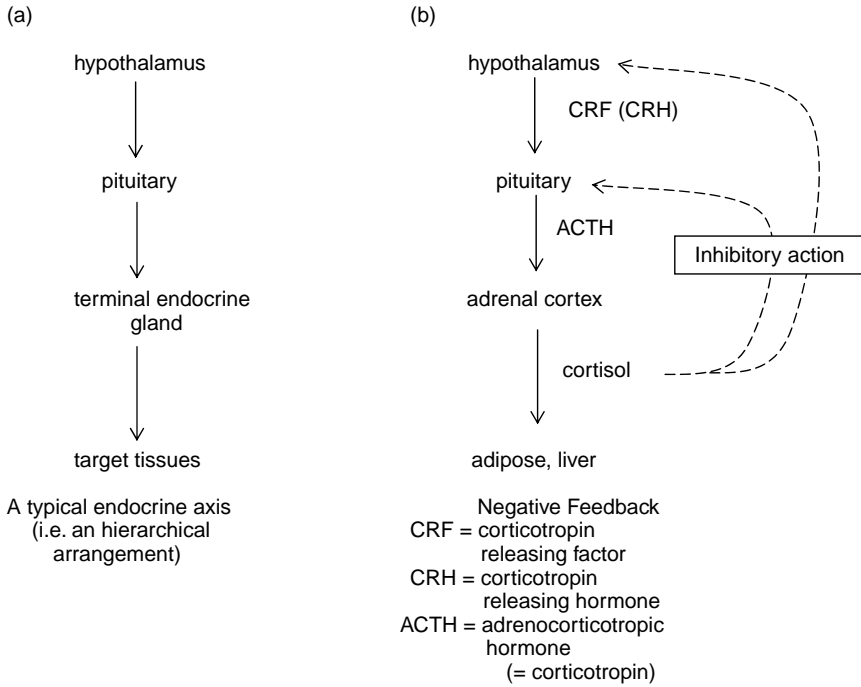 (a)
hypothalamus
pituitary
terminal endocrine
gland
target tissues
A typical endocrine axis
(i.e. an hierarchical
arrangement)
(b)
hypothalamus
CRF (CRH)
pituitary
ACTH
Inhibitory action
adrenal cortex
cortisol
adipose, liver
Negative Feedback
CRF = corticotropin
releasing factor
CRH = corticotropin
releasing hormone
ACTH = adrenocorticotropic
hormone
(= corticotropin)